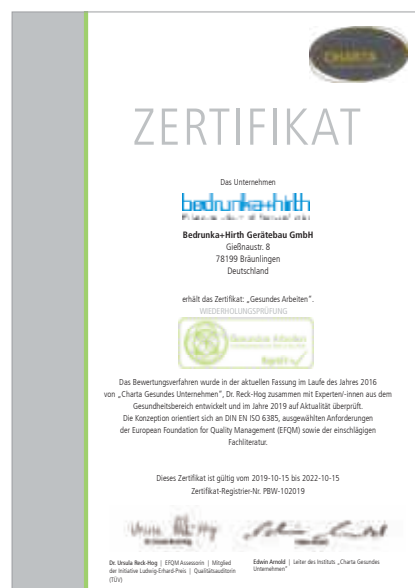 CHARTA
ZERTIFIKAT
Das Unternehmen
bedrunka+hirth
Bedrunka+Hirth Gerätebau GmbH
Gießnaustr. 8
78199 Bräunlingen
Deutschland
erhält das Zertifikat: „Gesundes Arbeiten“.
WIEDERHOLUNGSPRÜFUNG
Gesundes Arbeiten
Geprüft
Das Bewertungsverfahren wurde in der aktuellen Fassung im Laufe des Jahres 2016
von „Charta Gesundes Unternehmen“, Dr. Reck-Hog zusammen mit Experten/-innen aus dem
Gesundheitsbereich entwickelt und im Jahre 2019 auf Aktualität überprüft.
Die Konzeption orientiert sich an DIN EN ISO 6385, ausgewählten Anforderungen
der European Foundation for Quality Management (EFQM) sowie der einschlägigen
Fachliteratur.
Dieses Zertifikat ist gültig vom 2019-10-15 bis 2022-10-15
Zertifikat-Registrier-Nr. PBW-102019
Dr. Ursula Reck-Hog | EFQM Assessorin | Mitglied
der Initiative Ludwig-Erhard-Preis | Qualitätsauditorin
(TÜV)
Edwin Arnold | Leiter des Instituts „Charta Gesundes
Unternehmen“